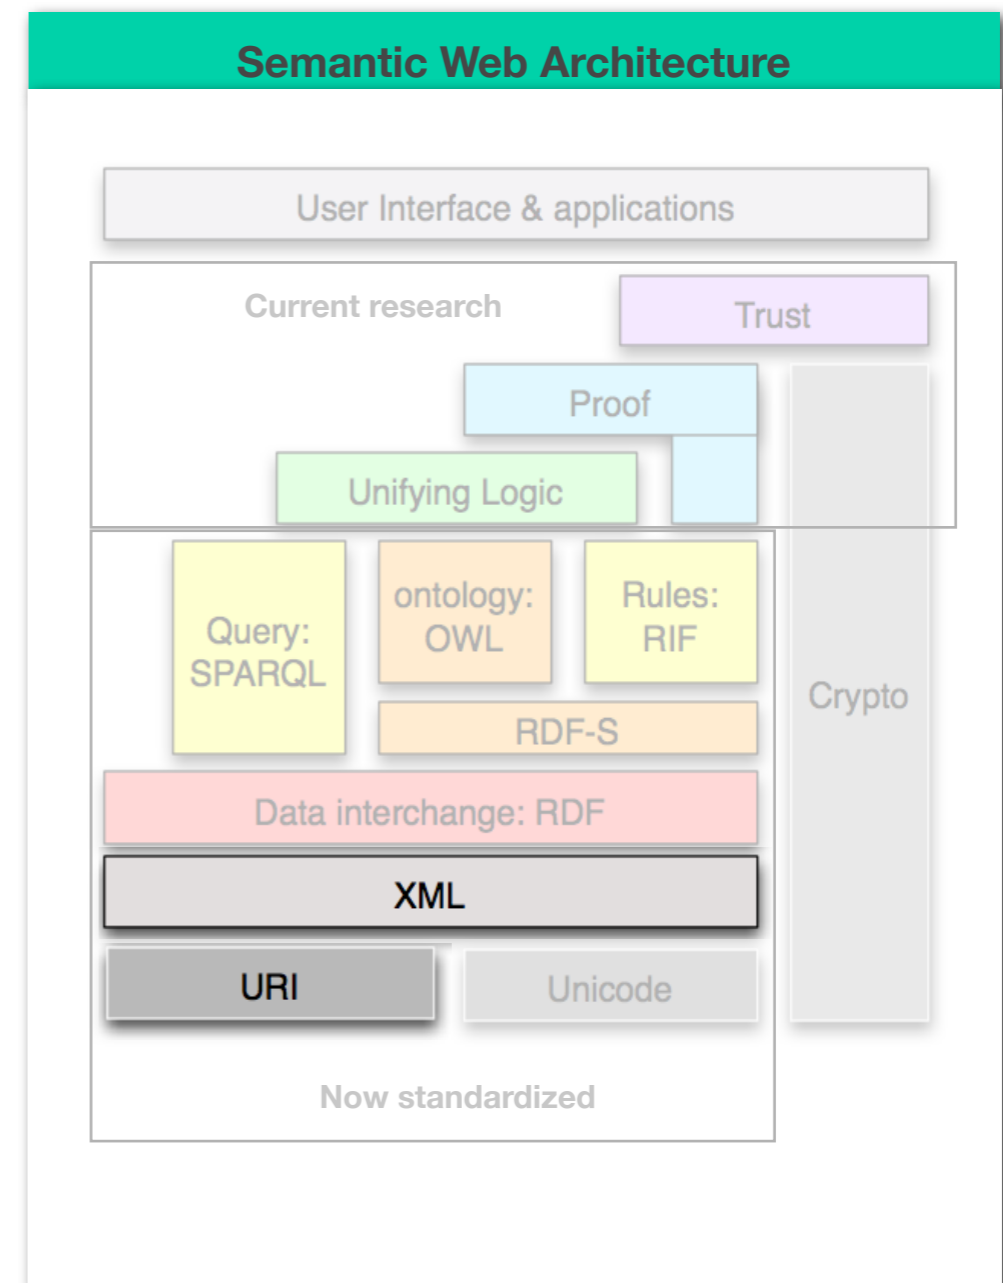 Semantic Web Architecture
User Interface & applications
Current research
Trust
Proof
Unifying Logic
Query:
SPARQL
ontology:
OWL
Rules:
RIF
Crypto
RDF-S
Data interchange: RDF
XML
URI
Unicode
Now standardized